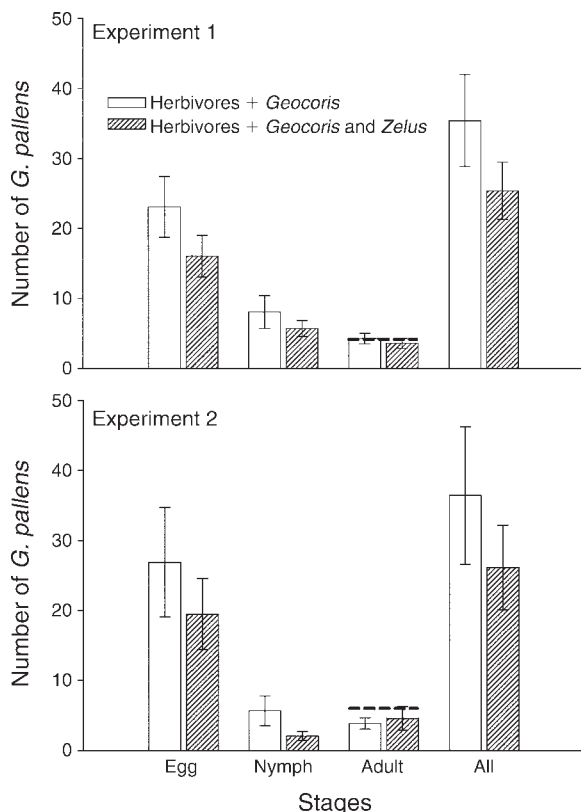 Experiment 1
50
40
30
20
10
0
Number of G. pallens
Herbivores + Geocoris
Herbivores + Geocoris and Zelus
Experiment 2
50
40
30
20
10
0
Number of G. pallens
Egg Nymph Adult All
Stages